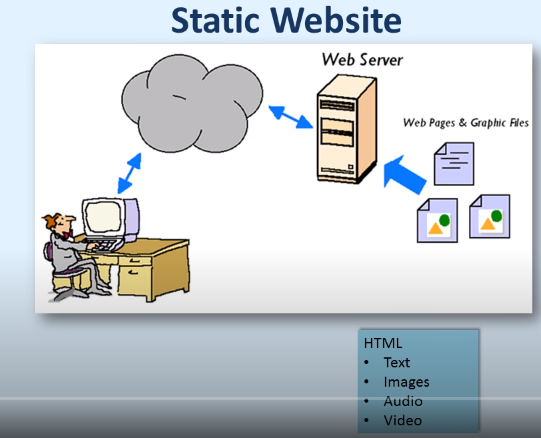 Static Website
Web Server
Web Pages & Graphic Files
HTML
• Text
• Images
• Audio
• Video